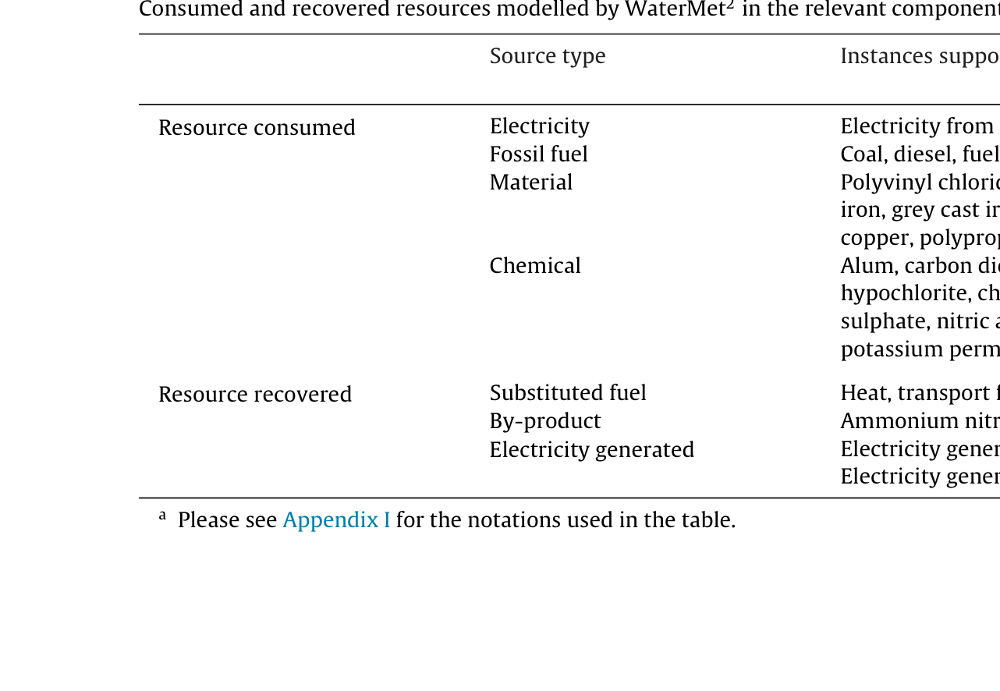 Consumed and recovered resources modelled by WaterMet² in the relevant component
Source type Instances suppo
Resource consumed Electricity Electricity from
Fossil fuel Coal, diesel, fuel
Material Polyvinyl chlorid
iron, grey cast ir
copper, polyprop
Chemical Alum, carbon dio
hypochlorite, ch
sulphate, nitric a
potassium perm
Resource recovered Substituted fuel Heat, transport f
By-product Ammonium nitr
Electricity generated Electricity gener
Electricity gener
ᵃ Please see Appendix I for the notations used in the table.